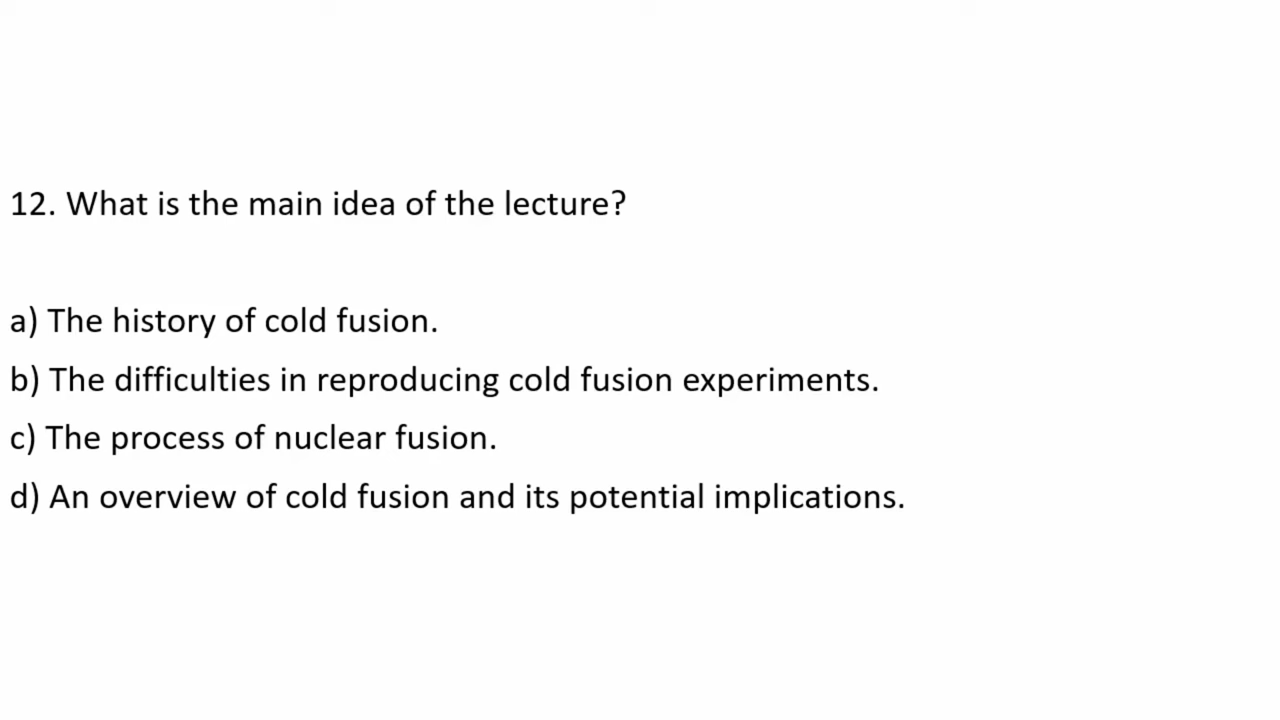 12. What is the main idea of the lecture?
a) The history of cold fusion.
b) The difficulties in reproducing cold fusion experiments.
c) The process of nuclear fusion.
d) An overview of cold fusion and its potential implications.